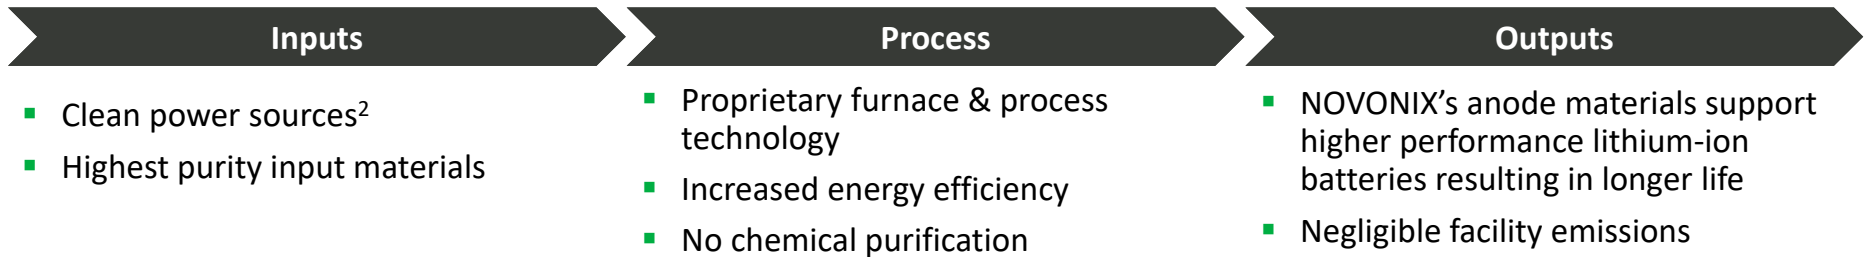 Inputs
Clean power sources²
Highest purity input materials
Process
Proprietary furnace & process
technology
Increased energy efficiency
No chemical purification
Outputs
NOVONIX’s anode materials support
higher performance lithium-ion
batteries resulting in longer life
Negligible facility emissions